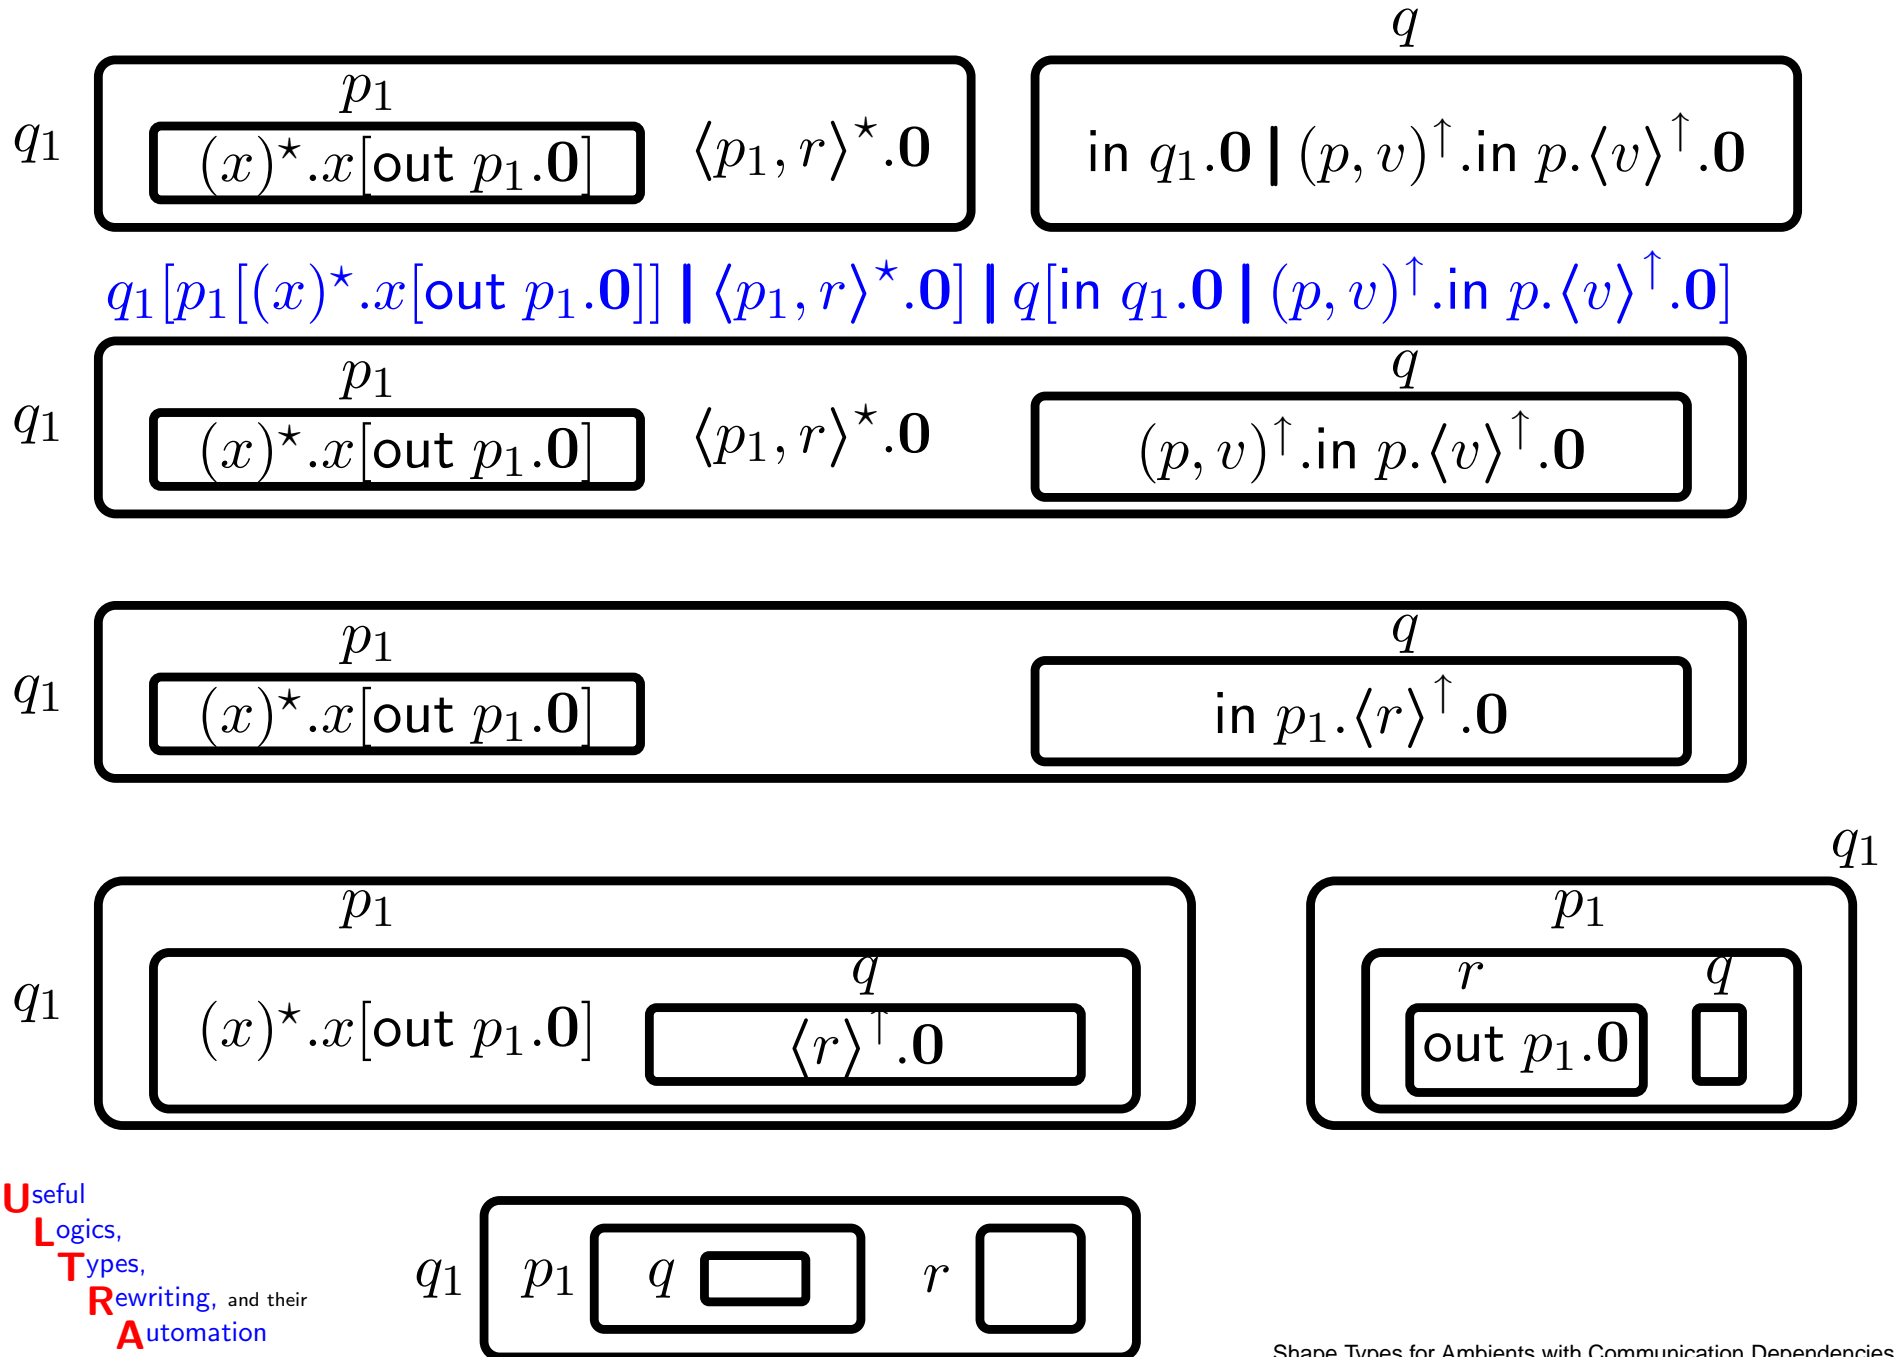 q
p₁
q₁ (x)⋆.x[out p₁.0] ⟨p₁, r⟩⋆.0 in q₁.0 | (p, v)↑.in p.⟨v⟩↑.0
q₁[p₁[(x)⋆.x[out p₁.0]] | ⟨p₁, r⟩⋆.0] | q[in q₁.0 | (p, v)↑.in p.⟨v⟩↑.0]
p₁ q
q₁ (x)⋆.x[out p₁.0] ⟨p₁, r⟩⋆.0 (p, v)↑.in p.⟨v⟩↑.0
p₁ q
q₁ (x)⋆.x[out p₁.0] in p₁.⟨r⟩↑.0
q₁
p₁ p₁
q r q
q₁ (x)⋆.x[out p₁.0] ⟨r⟩↑.0 out p₁.0
Useful
Logics,
Types,
Rewriting, and their
Automation
q₁ p₁ q r
Shape Types for Ambients with Communication Dependencies